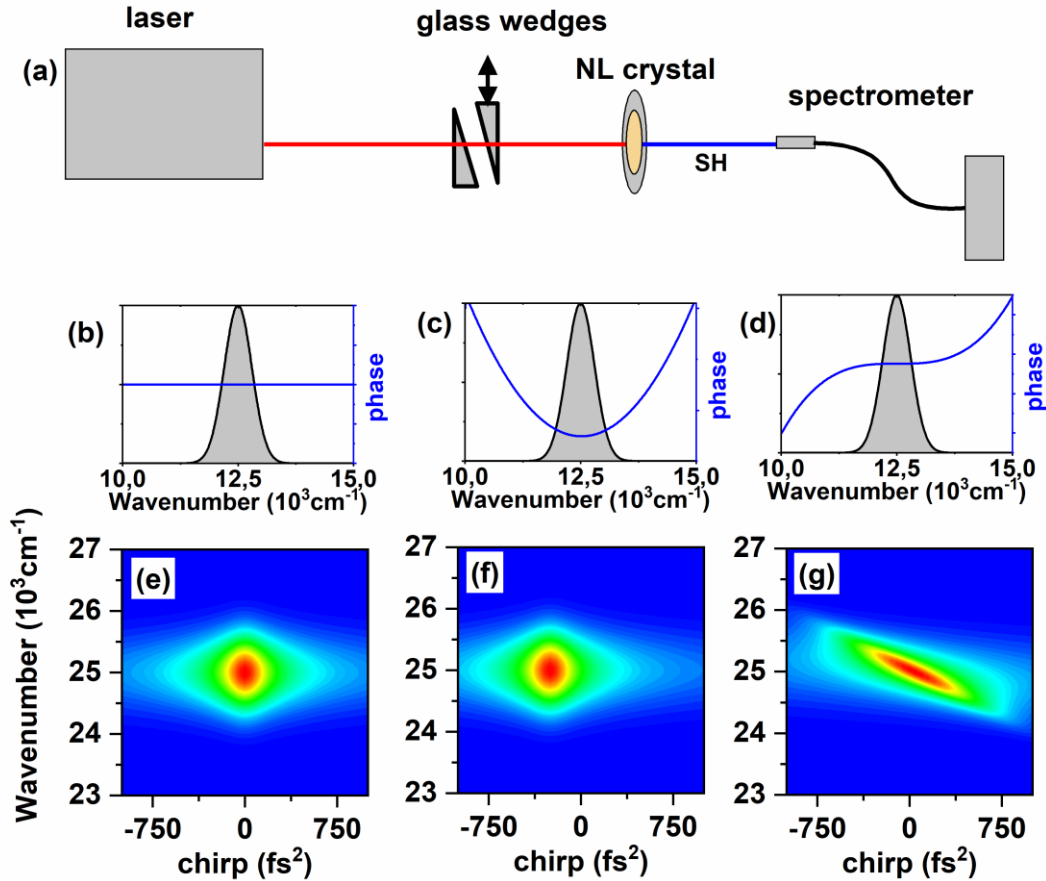 laser
glass wedges
(a)
NL crystal
spectrometer
SH
(b)
phase
10,0 12,5 15,0
Wavenumber (10³cm⁻¹)
(c)
phase
10,0 12,5 15,0
Wavenumber (10³cm⁻¹)
(d)
phase
10,0 12,5 15,0
Wavenumber (10³cm⁻¹)
Wavenumber (10³cm⁻¹)
27
26
25
24
23
(e)
-750 0 750
chirp (fs²)
27
26
25
24
23
(f)
-750 0 750
chirp (fs²)
27
26
25
24
23
(g)
-750 0 750
chirp (fs²)